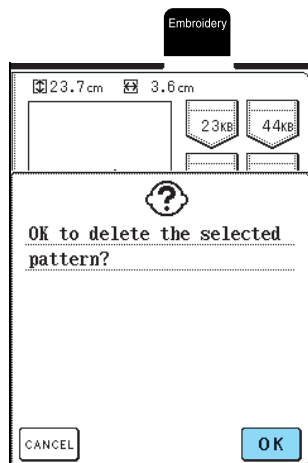 Embroidery
23.7cm 3.6cm
23KB 44KB
OK to delete the selected
pattern?
CANCEL OK